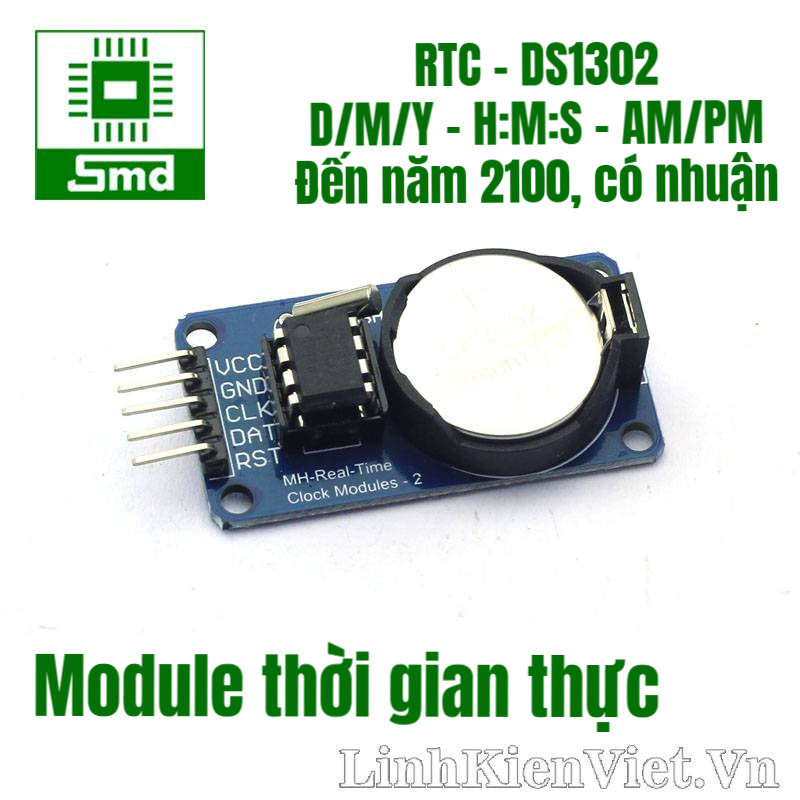 Smd
RTC - DS1302
D/M/Y - H:M:S - AM/PM
Đến năm 2100, có nhuận
VCC
GND
CLK
DAT
RST
MH-Real-Time
Clock Modules - 2
Module thời gian thực
LinhKienViet.Vn